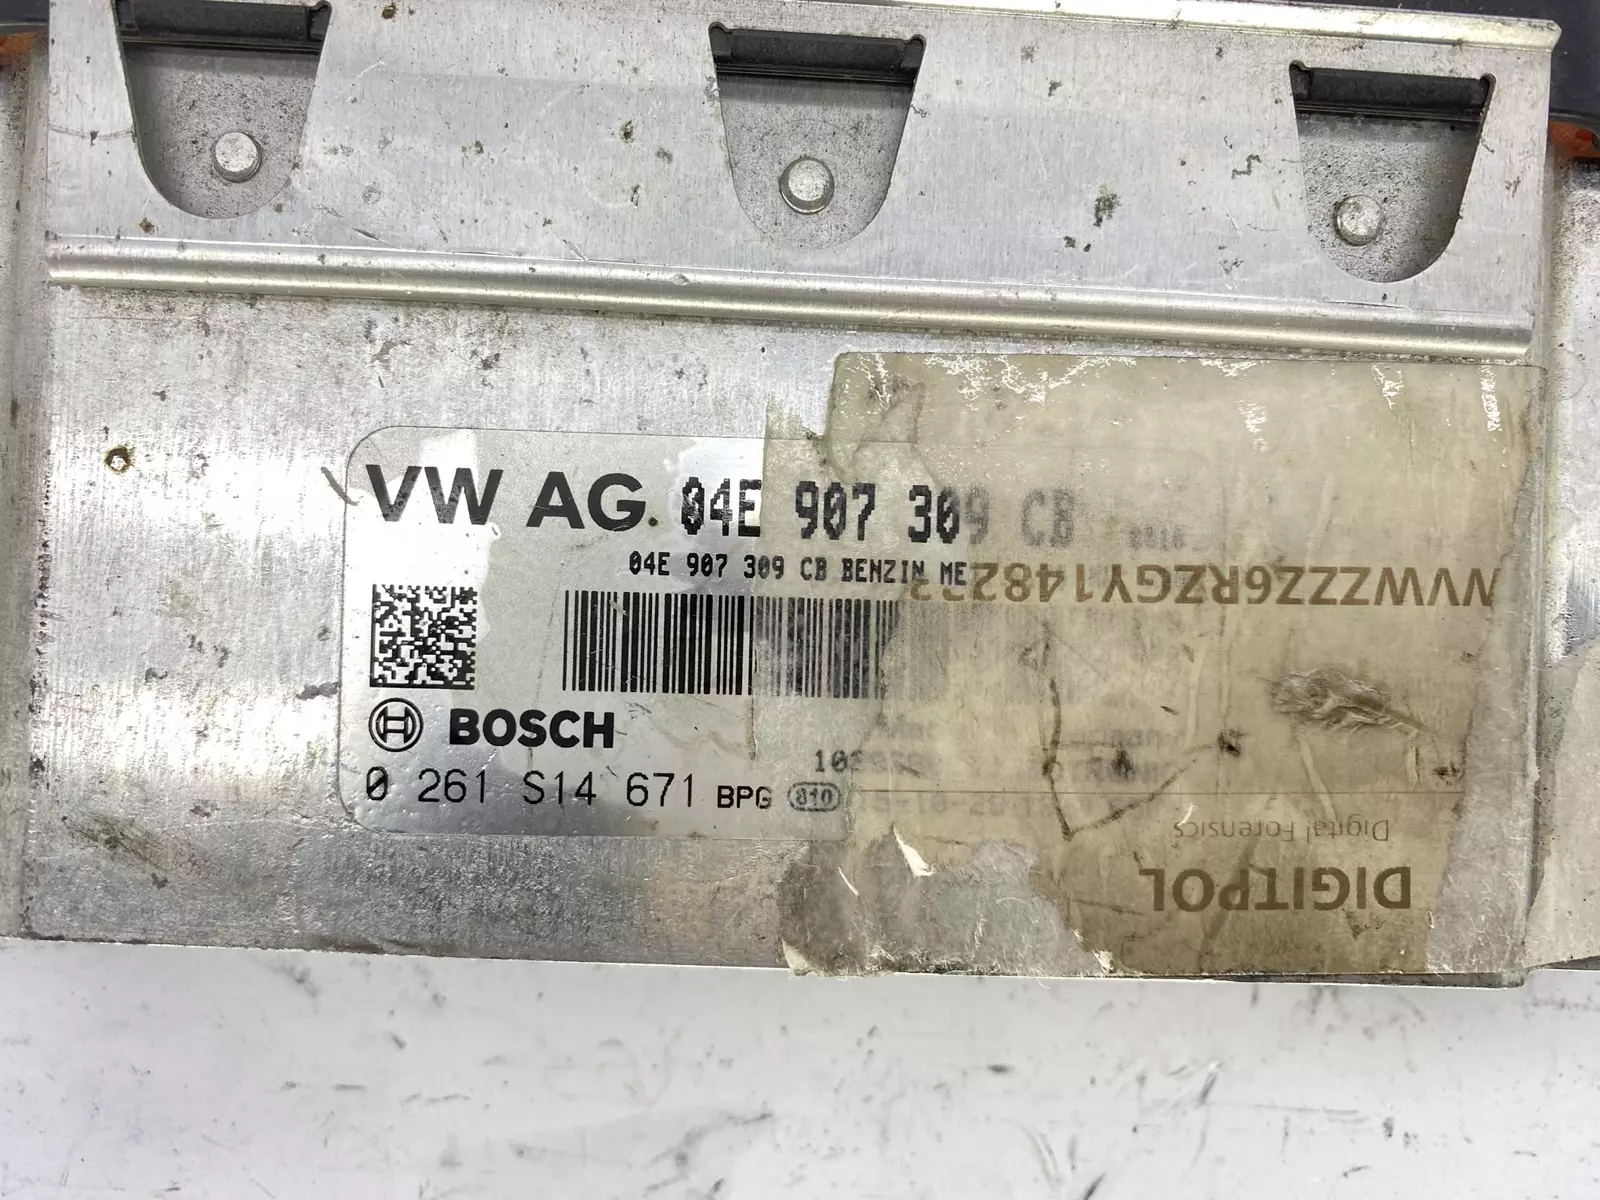 VW AG 04E 907 309 CB
04E 907 309 CB BENZIN ME
BOSCH
0 261 S14 671 BPG 810
DIGITPOL
Digital Forensics